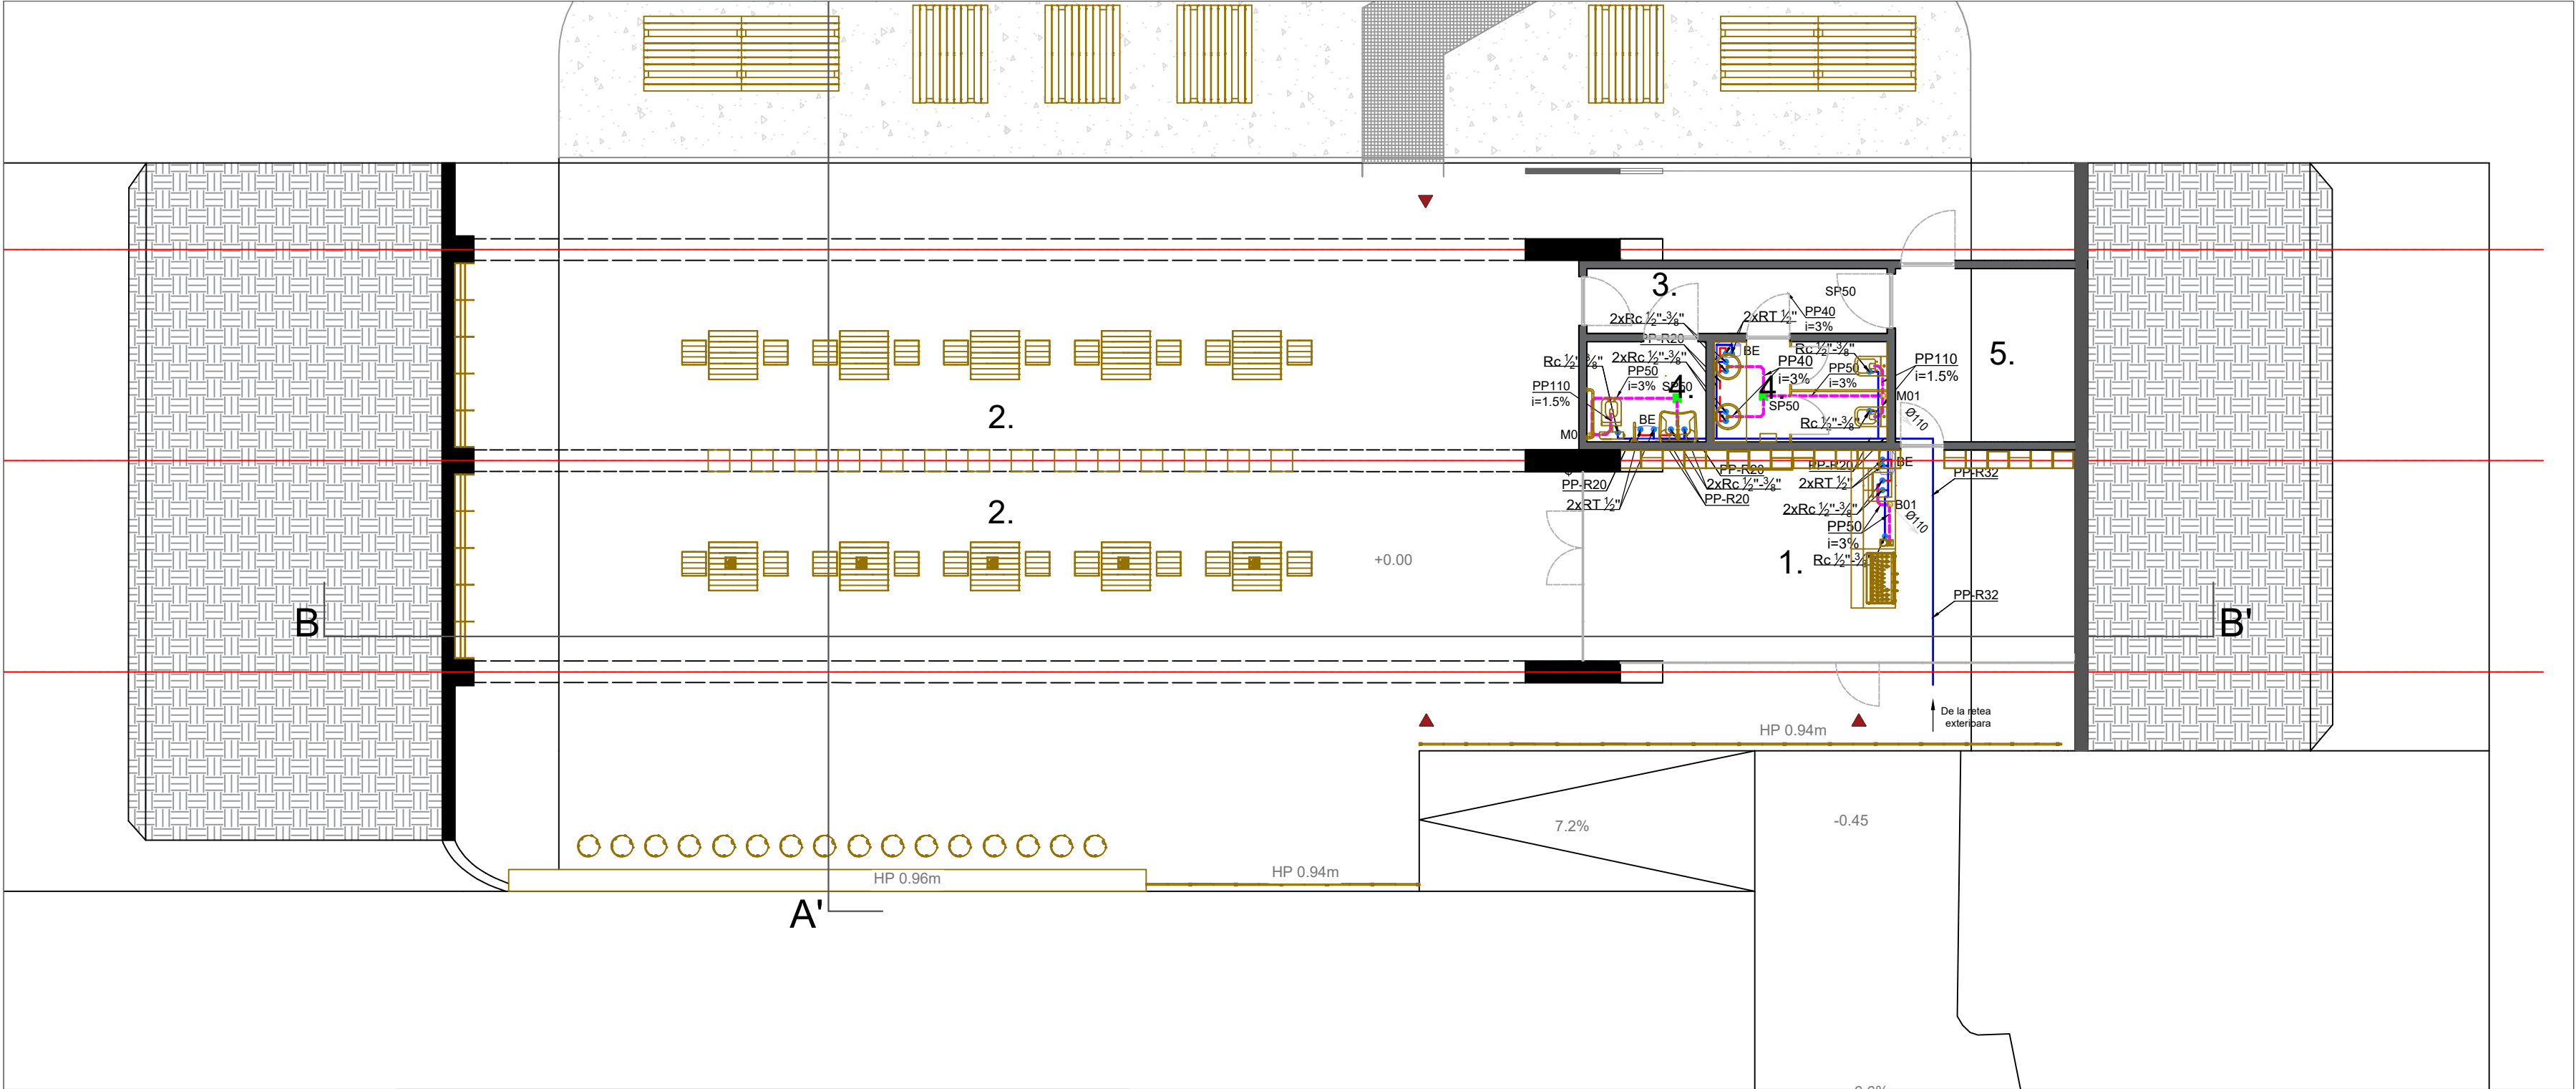 3.
SP50
2xRc ½"-⅜"
2xRT ½"
PP40
i=3%
PP-R20
BE
Rc ½"-⅜"
2xRc ½"-⅜"
Rc ½"-⅜"
5.
PP50
i=3%
PP40
i=3%
PP50
i=3%
PP110
i=1.5%
PP110
i=1.5%
SP50
4.
4.
SP50
M01
Ø110
2.
BE
Rc ½"-⅜"
M0
PP-R20
PP-R20
BE
PP-R32
PP-R20
2xRc ½"-⅜"
2xRT ½"
2xRT ½"
PP-R20
2xRc ½"-⅜"
B01
Ø110
2.
PP50
i=3%
+0.00
1.
Rc ½"-⅜"
PP-R32
B
B'
De la retea
exterioara
HP 0.94m
7.2%
-0.45
HP 0.94m
HP 0.96m
A'